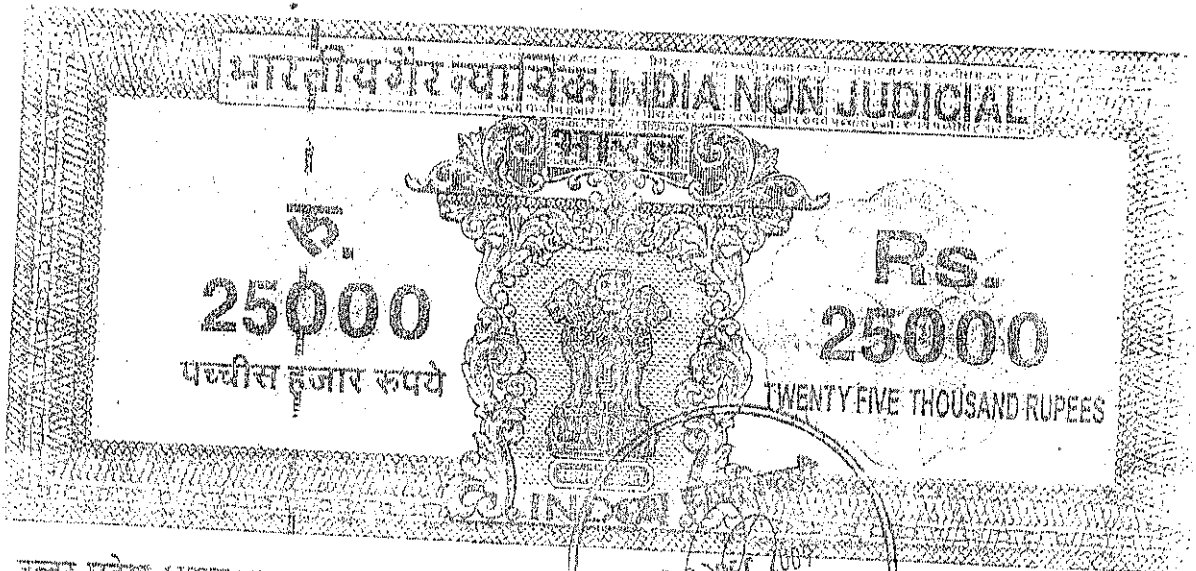 भारतीय गैर न्यायिक INDIA NON JUDICIAL
भारत
रु.
25000
पच्चीस हजार रुपये
Rs.
25000
TWENTY FIVE THOUSAND RUPEES
INDIA